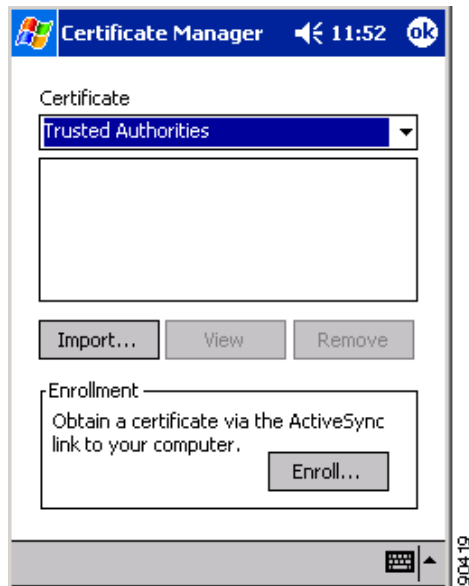 Certificate Manager 11:52 ok
Certificate
Trusted Authorities
Import... View Remove
Enrollment
Obtain a certificate via the ActiveSync
link to your computer.
Enroll...
90419